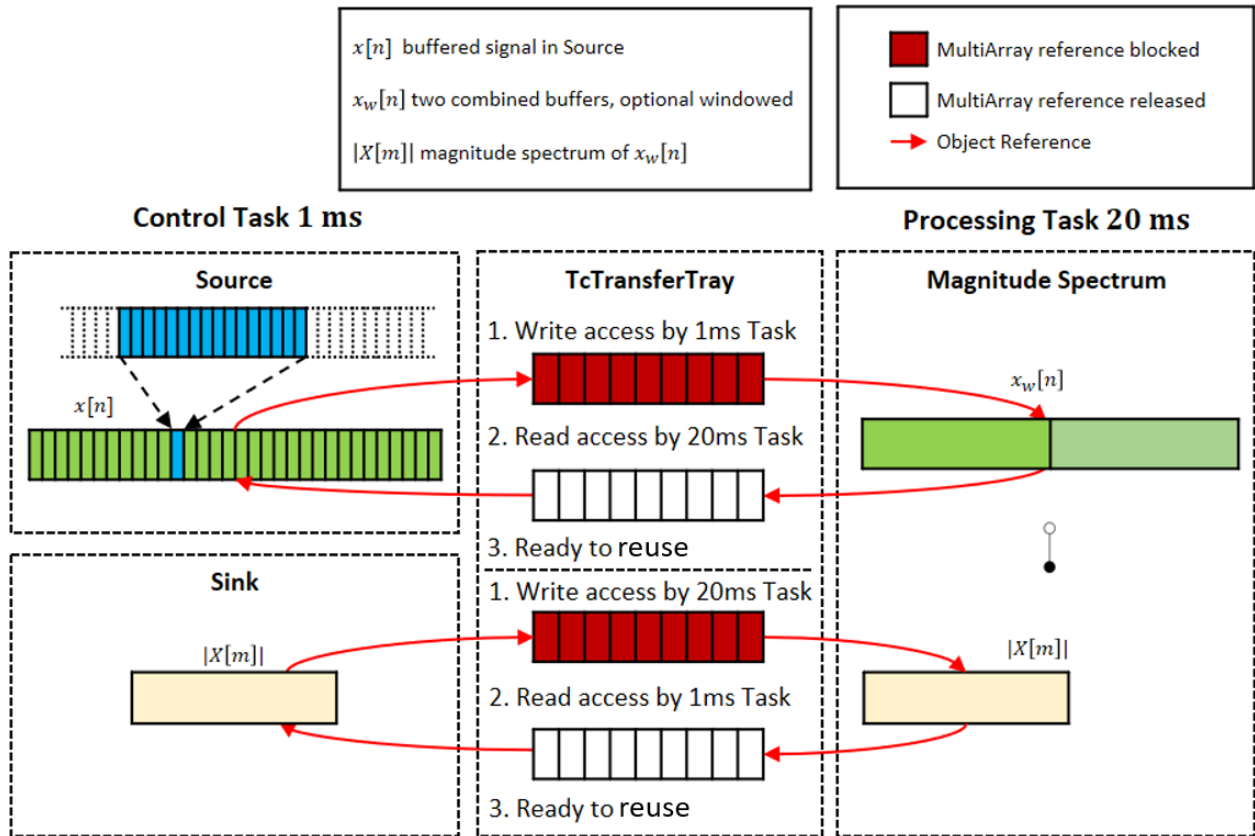 x[n] buffered signal in Source
x_w[n] two combined buffers, optional windowed
|X[m]| magnitude spectrum of x_w[n]
MultiArray reference blocked
MultiArray reference released
Object Reference
Control Task 1 ms
Processing Task 20 ms
Source
x[n]
TcTransferTray
1. Write access by 1ms Task
2. Read access by 20ms Task
3. Ready to reuse
Magnitude Spectrum
x_w[n]
Sink
|X[m]|
1. Write access by 20ms Task
2. Read access by 1ms Task
3. Ready to reuse
|X[m]|